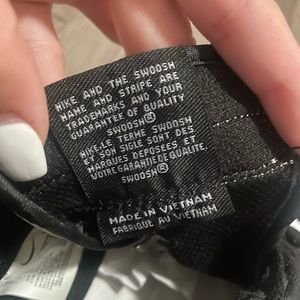 NIKE AND THE SWOOSH
NAME AND STRIPE ARE
TRADEMARKS AND YOUR
GUARANTEE OF QUALITY
SWOOSH®
NIKE·LE TERME SWOOSH
ET SON SIGLE SONT DES
MARQUES DEPOSEES ET
VOTRE GARANTIE DE QUALITE.
SWOOSH®
MADE IN VIETNAM
FABRIQUE AU VIETNAM